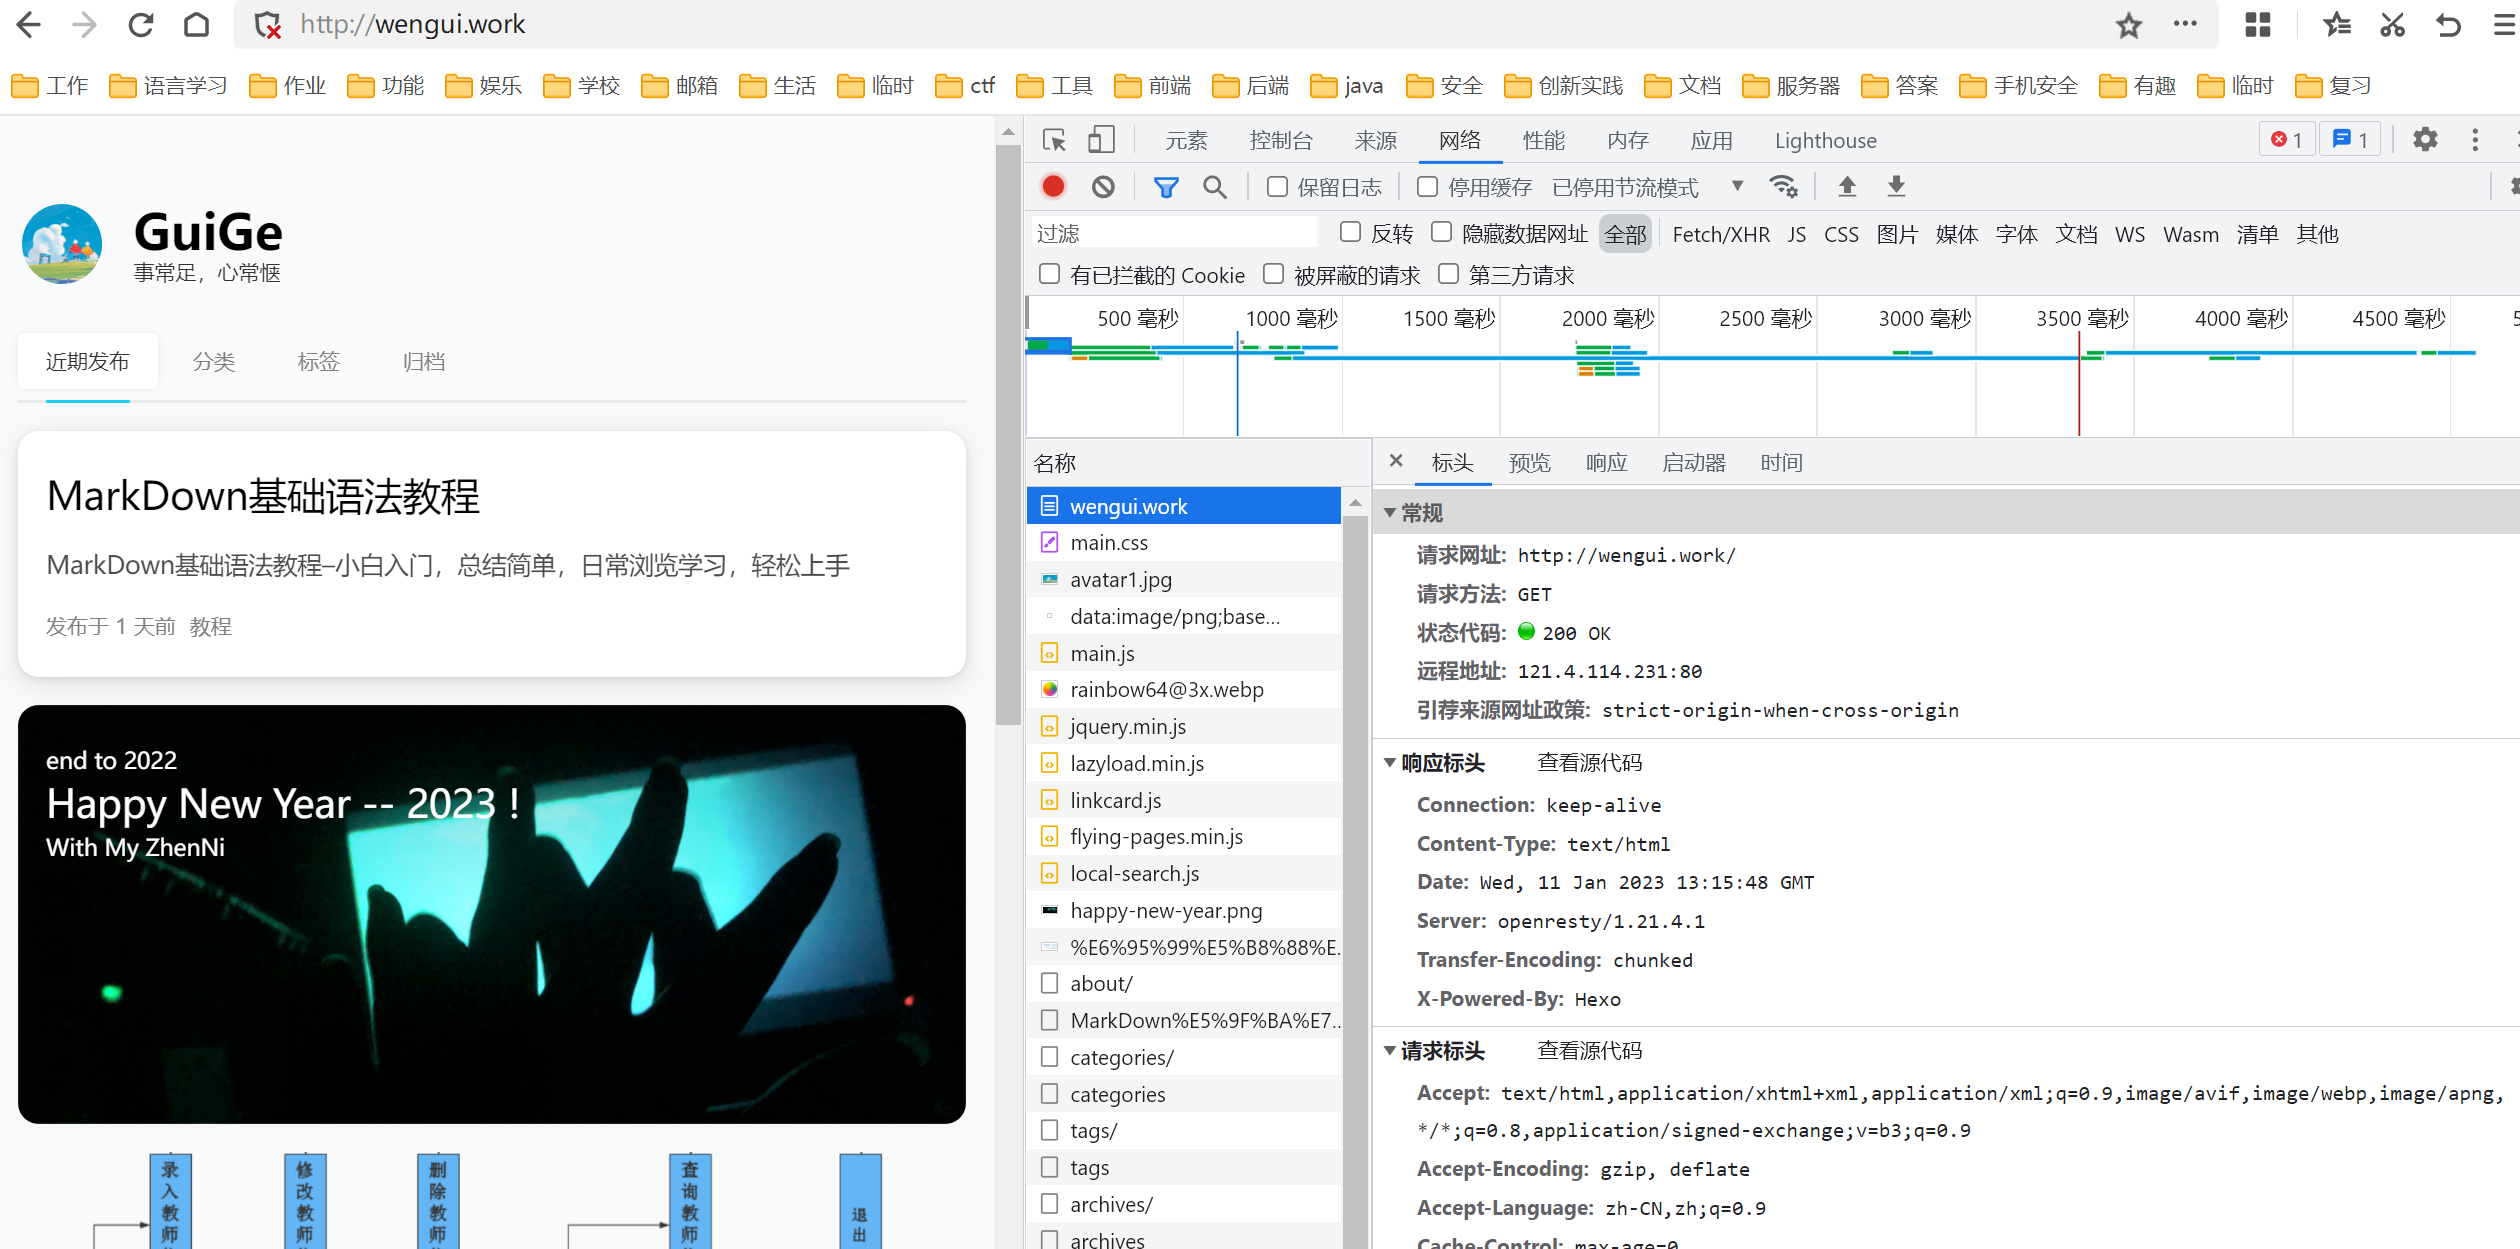 http://wengui.work
工作 语言学习 作业 功能 娱乐 学校 邮箱 生活 临时 ctf 工具 前端 后端 java 安全 创新实践 文档 服务器 答案 手机安全 有趣 临时 复习
GuiGe
事常足，心常惬
近期发布 分类 标签 归档
MarkDown基础语法教程
MarkDown基础语法教程–小白入门，总结简单，日常浏览学习，轻松上手
发布于 1 天前 教程
end to 2022
Happy New Year -- 2023 !
With My ZhenNi
录入教师
修改教师
删除教师
查询教师
退出
元素 控制台 来源 网络 性能 内存 应用 Lighthouse 1 1
保留日志 停用缓存 已停用节流模式
过滤 反转 隐藏数据网址 全部 Fetch/XHR JS CSS 图片 媒体 字体 文档 WS Wasm 清单 其他
有已拦截的 Cookie 被屏蔽的请求 第三方请求
500 毫秒 1000 毫秒 1500 毫秒 2000 毫秒 2500 毫秒 3000 毫秒 3500 毫秒 4000 毫秒 4500 毫秒
名称
wengui.work
main.css
avatar1.jpg
data:image/png;base...
main.js
rainbow64@3x.webp
jquery.min.js
lazyload.min.js
linkcard.js
flying-pages.min.js
local-search.js
happy-new-year.png
%E6%95%99%E5%B8%88%E...
about/
MarkDown%E5%9F%BA%E7...
categories/
categories
tags/
tags
archives/
archives
标头 预览 响应 启动器 时间
常规
请求网址: http://wengui.work/
请求方法: GET
状态代码: 200 OK
远程地址: 121.4.114.231:80
引荐来源网址政策: strict-origin-when-cross-origin
响应标头 查看源代码
Connection: keep-alive
Content-Type: text/html
Date: Wed, 11 Jan 2023 13:15:48 GMT
Server: openresty/1.21.4.1
Transfer-Encoding: chunked
X-Powered-By: Hexo
请求标头 查看源代码
Accept: text/html,application/xhtml+xml,application/xml;q=0.9,image/avif,image/webp,image/apng,
*/*;q=0.8,application/signed-exchange;v=b3;q=0.9
Accept-Encoding: gzip, deflate
Accept-Language: zh-CN,zh;q=0.9
Cache-Control: max-age=0